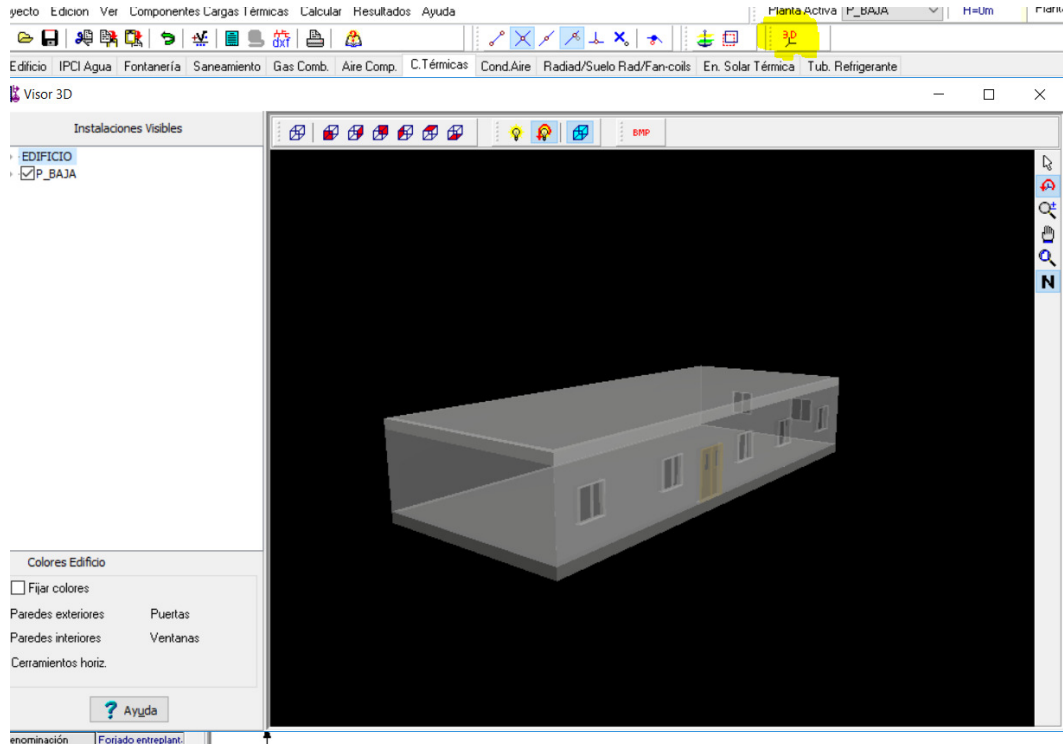 yecto Edicion Ver Componentes Cargas Térmicas Calcular Resultados Ayuda Planta Activa P_BAJA H=0m Plant
dxf 3D
Edificio IPCI Agua Fontanería Saneamiento Gas Comb. Aire Comp. C.Térmicas Cond.Aire Radiad/Suelo Rad/Fan-coils En. Solar Térmica Tub. Refrigerante
Visor 3D
Instalaciones Visibles
BMP
EDIFICIO
P_BAJA
N
Colores Edificio
Fijar colores
Paredes exteriores Puertas
Paredes interiores Ventanas
Cerramientos horiz.
? Ayuda
enominación Forjado entreplant.